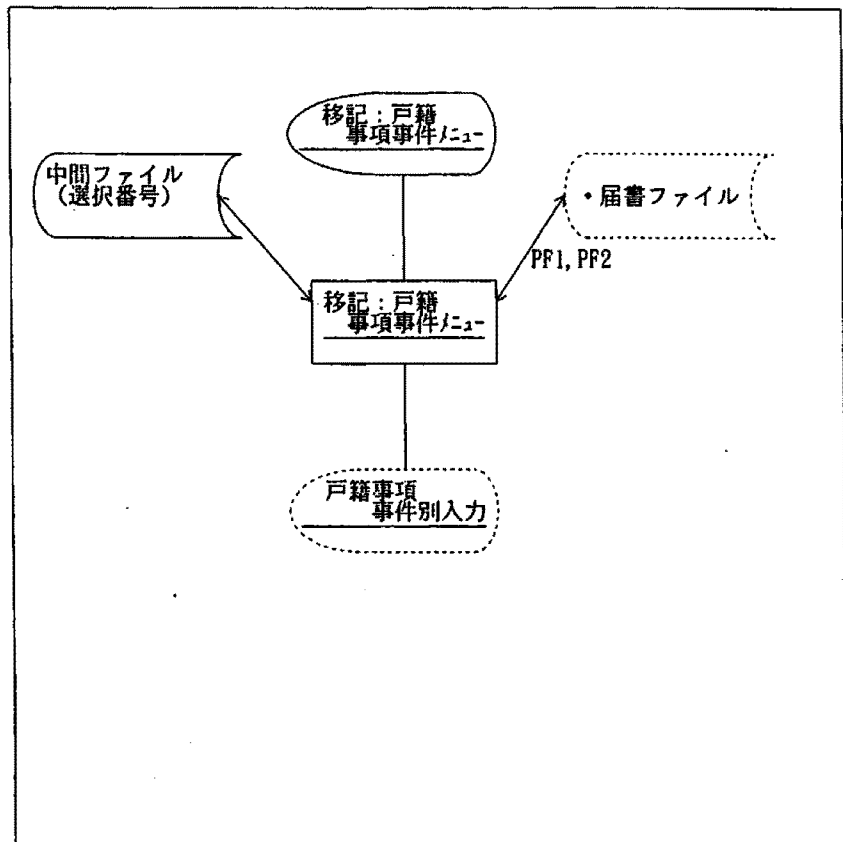 移記：戸籍
事項事件ﾒﾆｭｰ
中間ファイル
（選択番号）
・届書ファイル
PF1, PF2
移記：戸籍
事項事件ﾒﾆｭｰ
戸籍事項
事件別入力